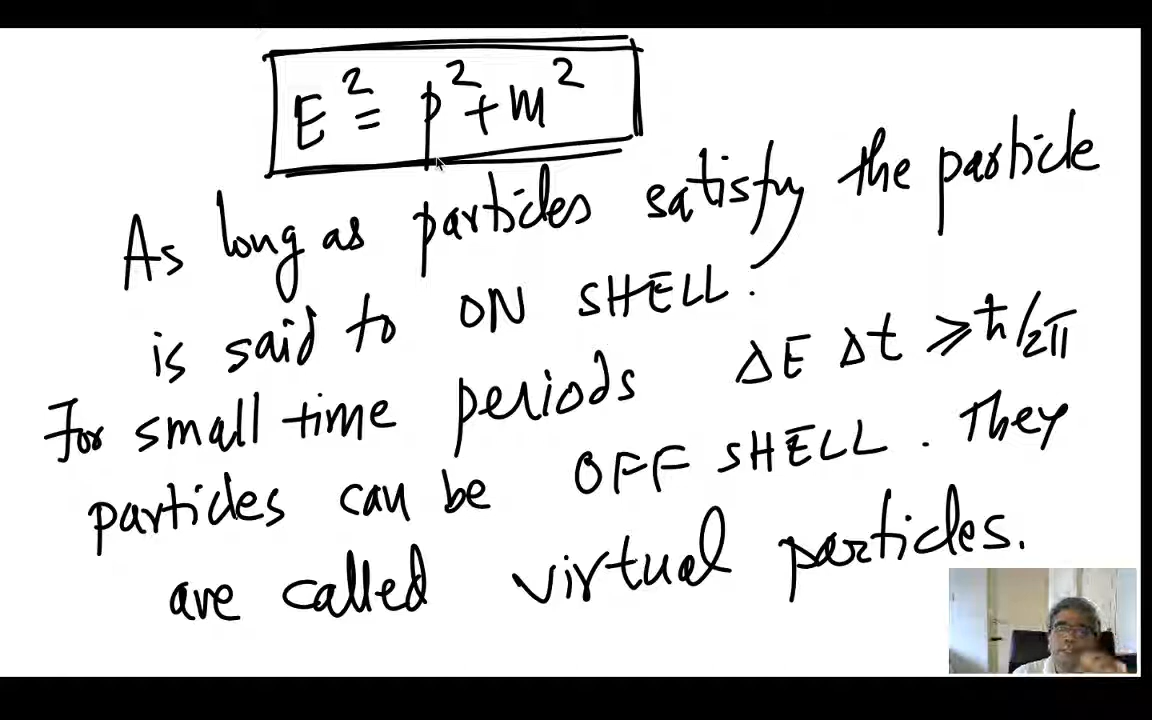 E² = p² + m²
As long as particles satisfy the particle
is said to ON SHELL.
For small time periods ΔE Δt ⩾ ħ/2π
particles can be OFF SHELL. They
are called virtual particles.